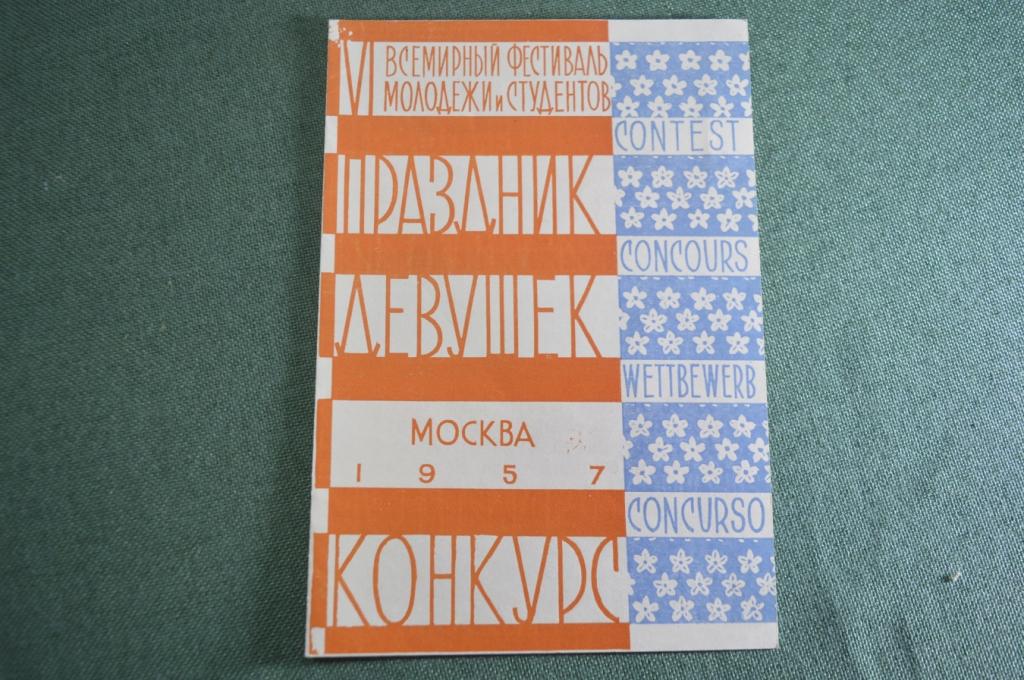 VI ВСЕМИРНЫЙ ФЕСТИВАЛЬ
МОЛОДЕЖИ и СТУДЕНТОВ
CONTEST
ПРАЗДНИК
CONCOURS
ДЕВУШЕК
WETTBEWERB
МОСКВА
1957
CONCURSO
КОНКУРС